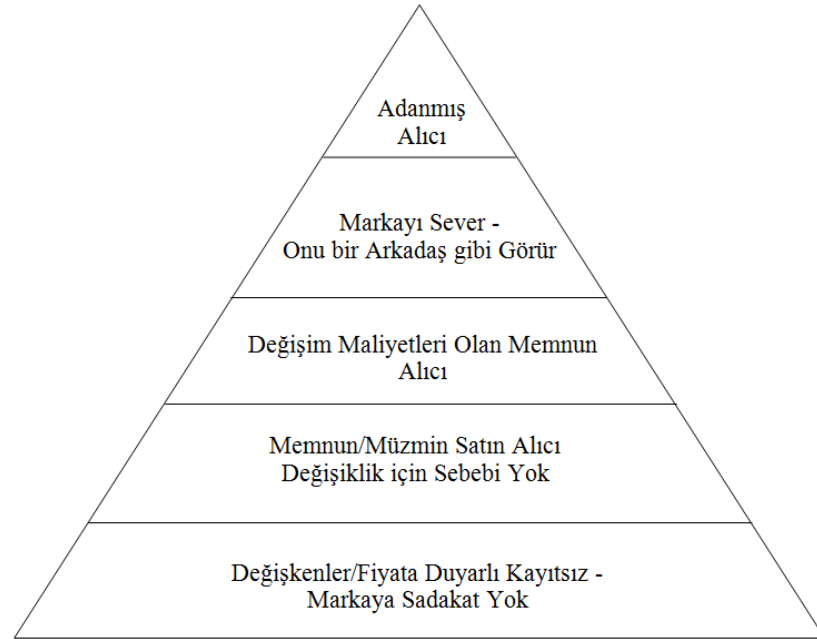 Adanmış
Alıcı
Markayı Sever -
Onu bir Arkadaş gibi Görür
Değişim Maliyetleri Olan Memnun
Alıcı
Memnun/Müzmin Satın Alıcı
Değişiklik için Sebebi Yok
Değişkenler/Fiyata Duyarlı Kayıtsız -
Markaya Sadakat Yok